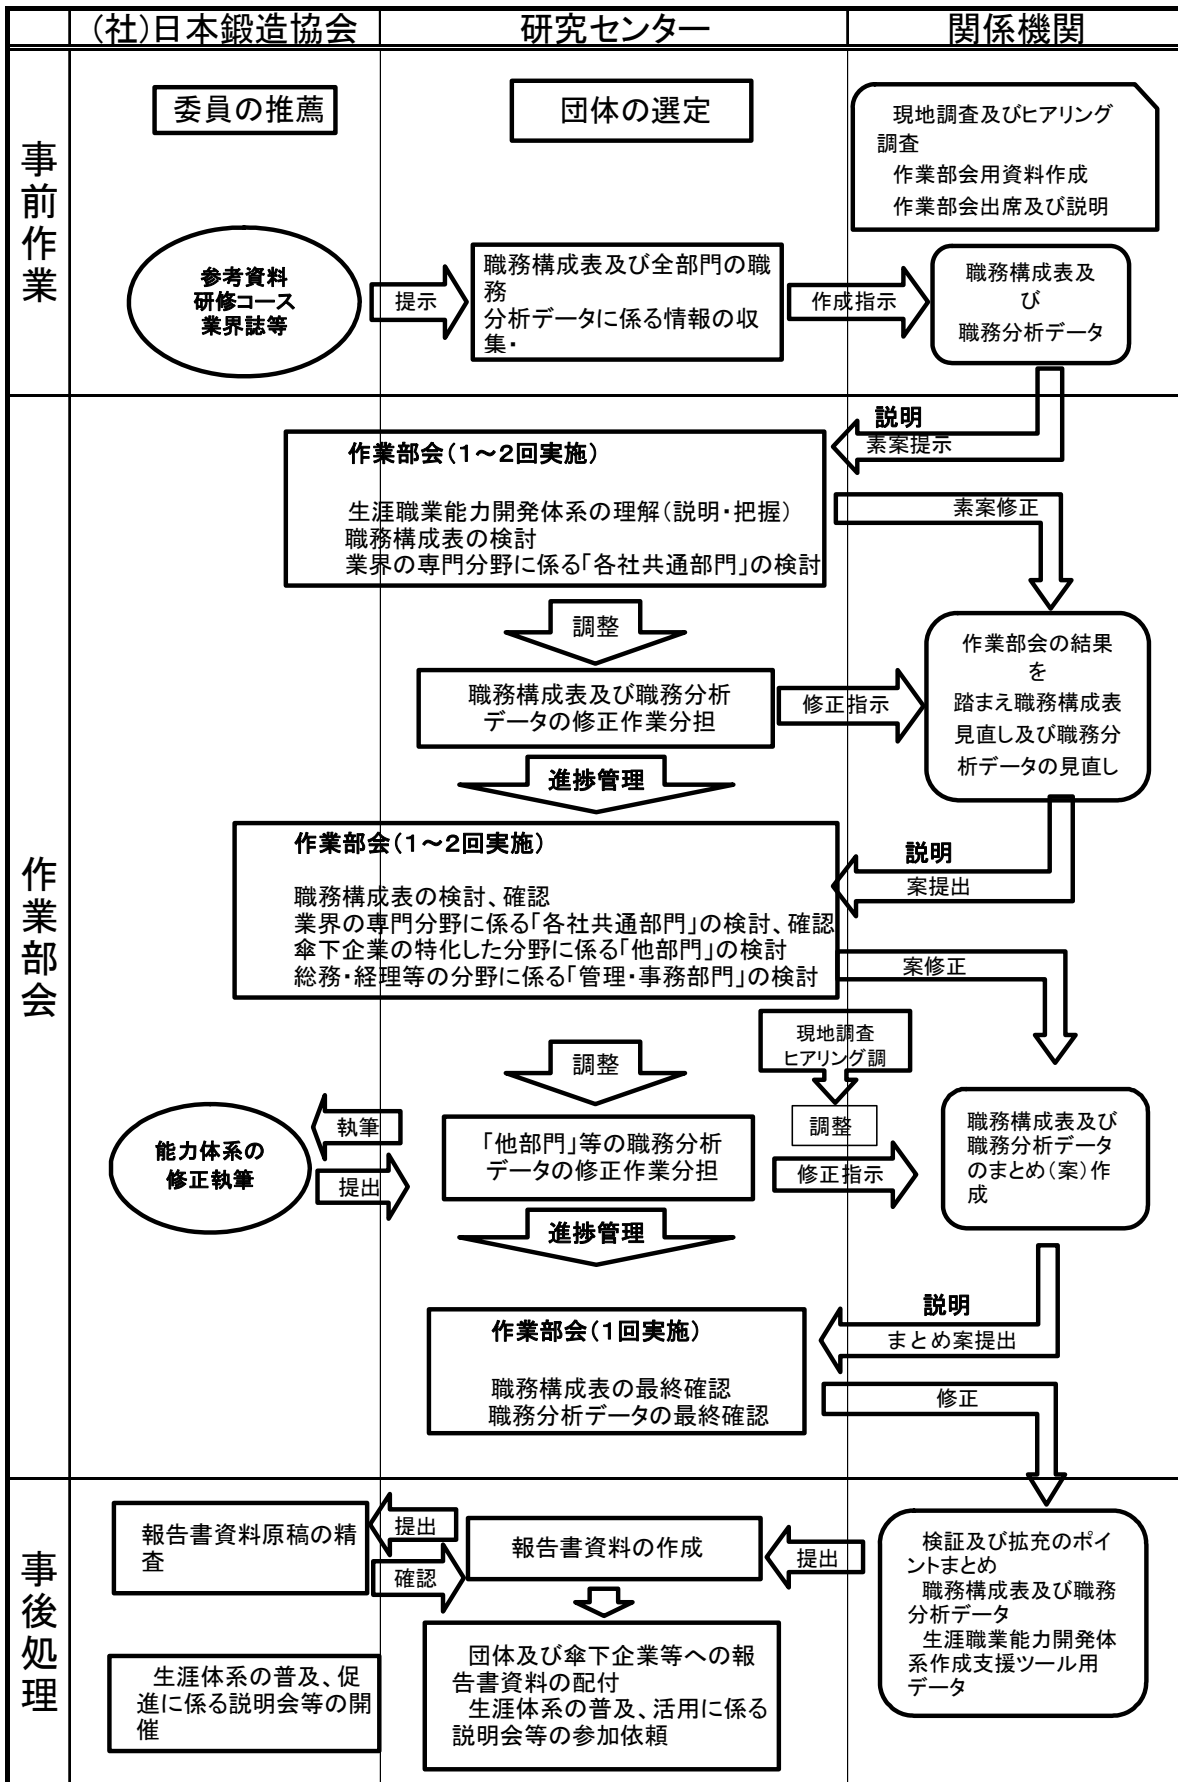 (社)日本鍛造協会
研究センター
関係機関
事前作業
委員の推薦
団体の選定
現地調査及びヒアリング
調査
作業部会用資料作成
作業部会出席及び説明
参考資料
研修コース
業界誌等
提示
職務構成表及び全部門の職
務
分析データに係る情報の収
集・
作成指示
職務構成表及
び
職務分析データ
作業部会
説明
素案提示
作業部会(1～2回実施)
生涯職業能力開発体系の理解(説明・把握)
職務構成表の検討
業界の専門分野に係る「各社共通部門」の検討
素案修正
調整
職務構成表及び職務分析
データの修正作業分担
修正指示
作業部会の結果
を
踏まえ職務構成表
見直し及び職務分
析データの見直し
進捗管理
作業部会(1～2回実施)
職務構成表の検討、確認
業界の専門分野に係る「各社共通部門」の検討、確認
傘下企業の特化した分野に係る「他部門」の検討
総務・経理等の分野に係る「管理・事務部門」の検討
説明
案提出
案修正
調整
現地調査
ヒアリング調
調整
能力体系の
修正執筆
執筆
提出
「他部門」等の職務分析
データの修正作業分担
修正指示
職務構成表及び
職務分析データ
のまとめ(案)作
成
進捗管理
説明
まとめ案提出
作業部会(1回実施)
職務構成表の最終確認
職務分析データの最終確認
修正
事後処理
報告書資料原稿の精
査
提出
確認
報告書資料の作成
提出
検証及び拡充のポイ
ントまとめ
職務構成表及び職務
分析データ
生涯職業能力開発体
系作成支援ツール用
データ
生涯体系の普及、促
進に係る説明会等の開
催
団体及び傘下企業等への報
告書資料の配付
生涯体系の普及、活用に係る
説明会等の参加依頼